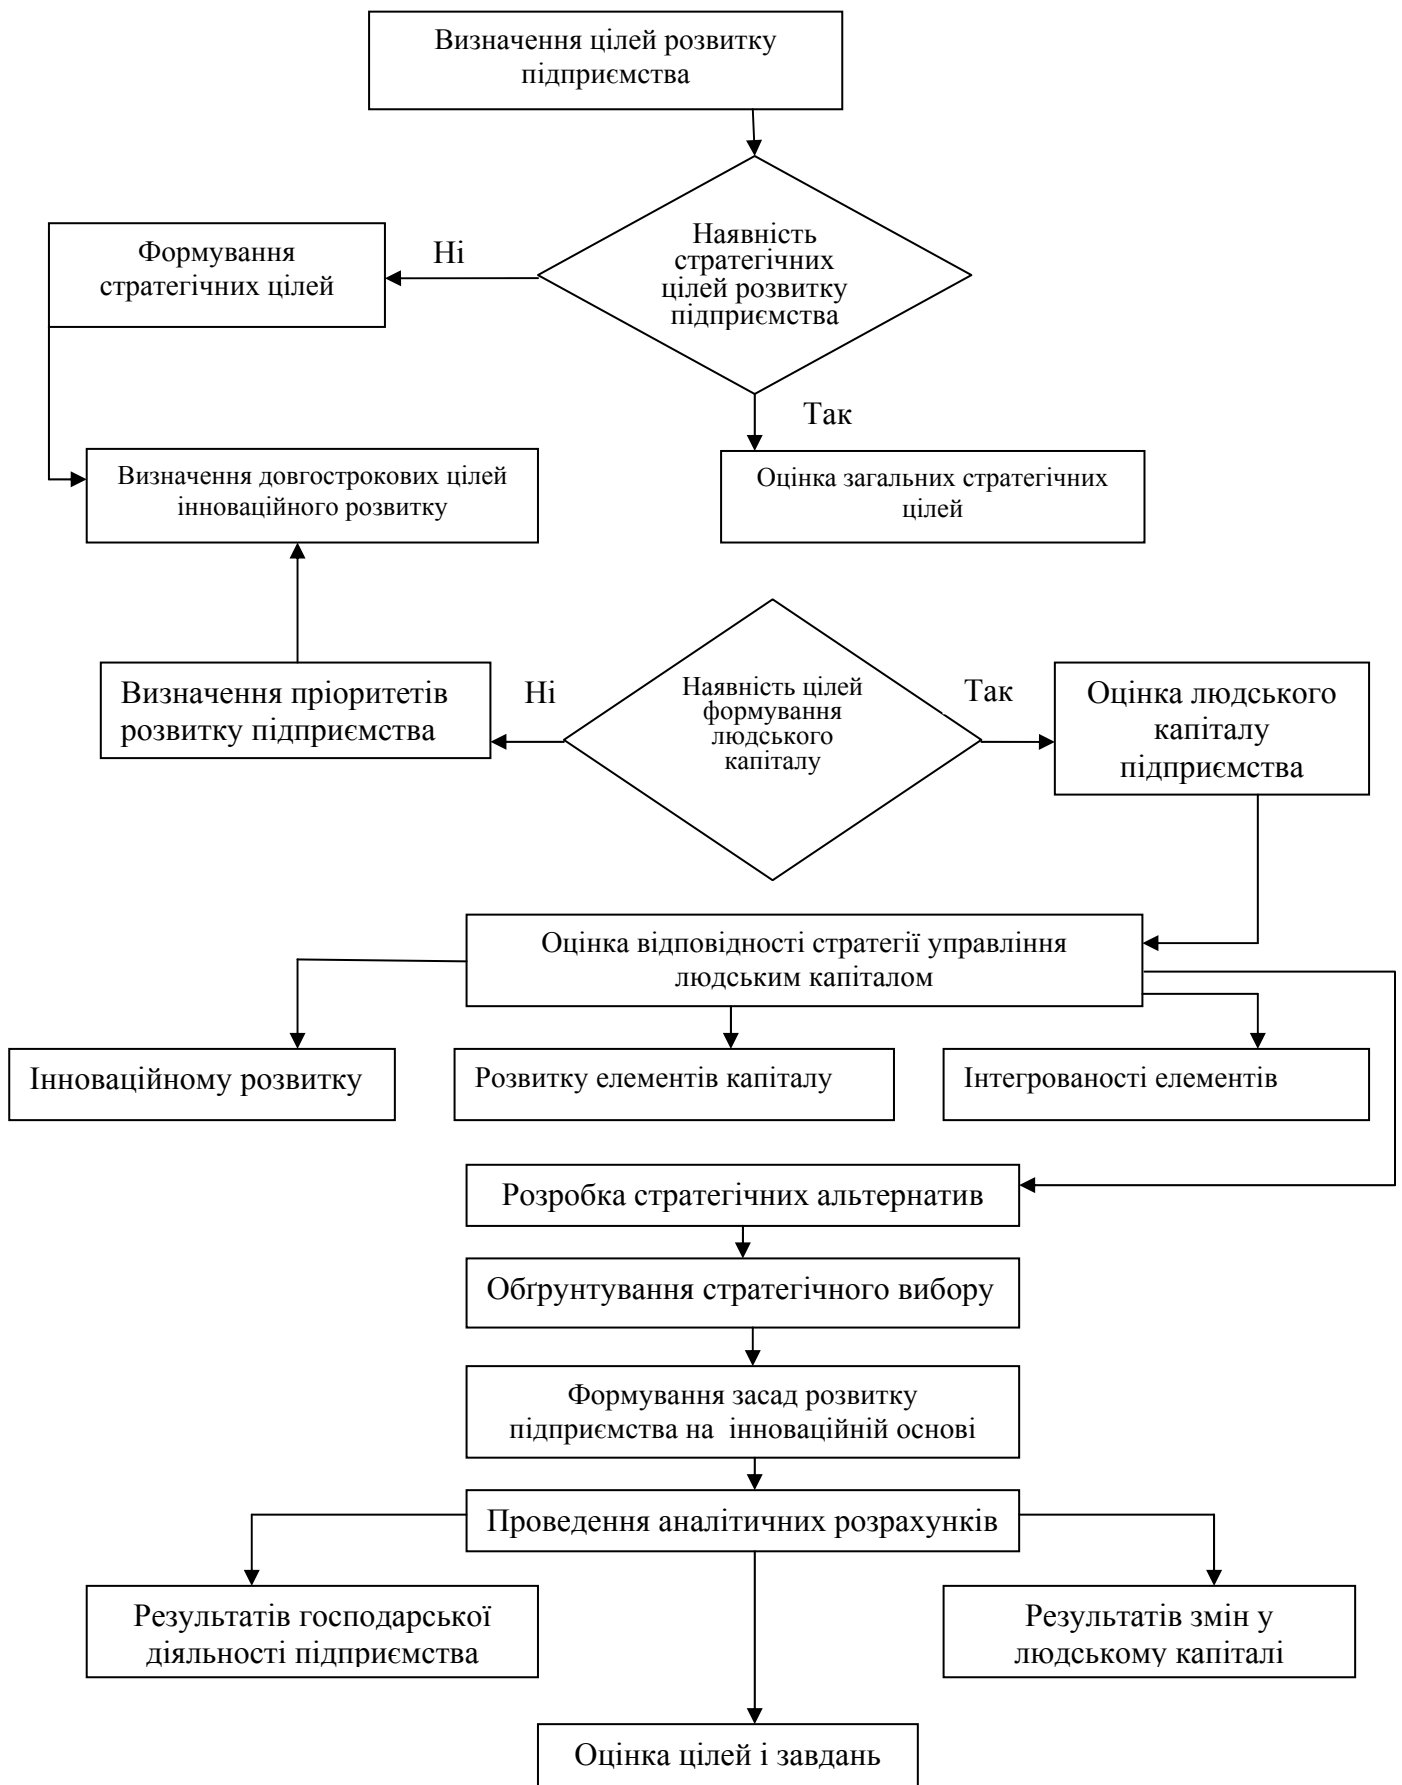 Визначення цілей розвитку
підприємства
Наявність
стратегічних
цілей розвитку
підприємства
Ні
Формування
стратегічних цілей
Так
Визначення довгострокових цілей
інноваційного розвитку
Оцінка загальних стратегічних
цілей
Визначення пріоритетів
розвитку підприємства
Ні
Наявність цілей
формування
людського
капіталу
Так
Оцінка людського
капіталу
підприємства
Оцінка відповідності стратегії управління
людським капіталом
Інноваційному розвитку
Розвитку елементів капіталу
Інтегрованості елементів
Розробка стратегічних альтернатив
Обґрунтування стратегічного вибору
Формування засад розвитку
підприємства на інноваційній основі
Проведення аналітичних розрахунків
Результатів господарської
діяльності підприємства
Результатів змін у
людському капіталі
Оцінка цілей і завдань